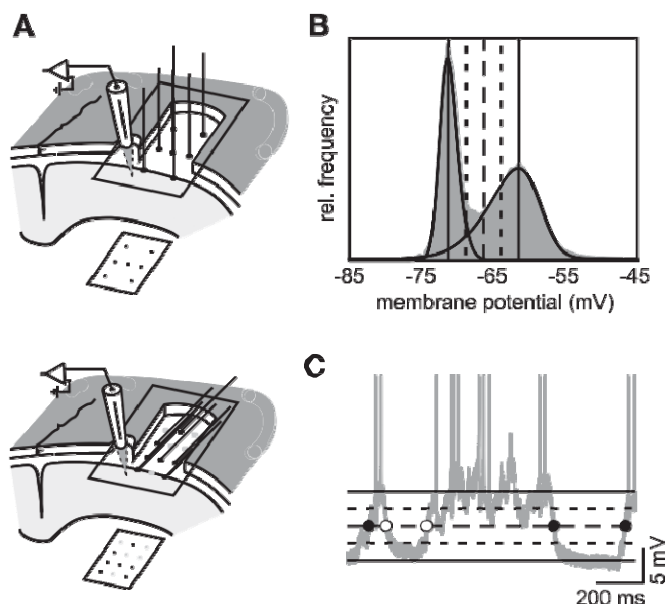 A
B
rel. frequency
-85 -75 -65 -55 -45
membrane potential (mV)
C
5 mV
200 ms